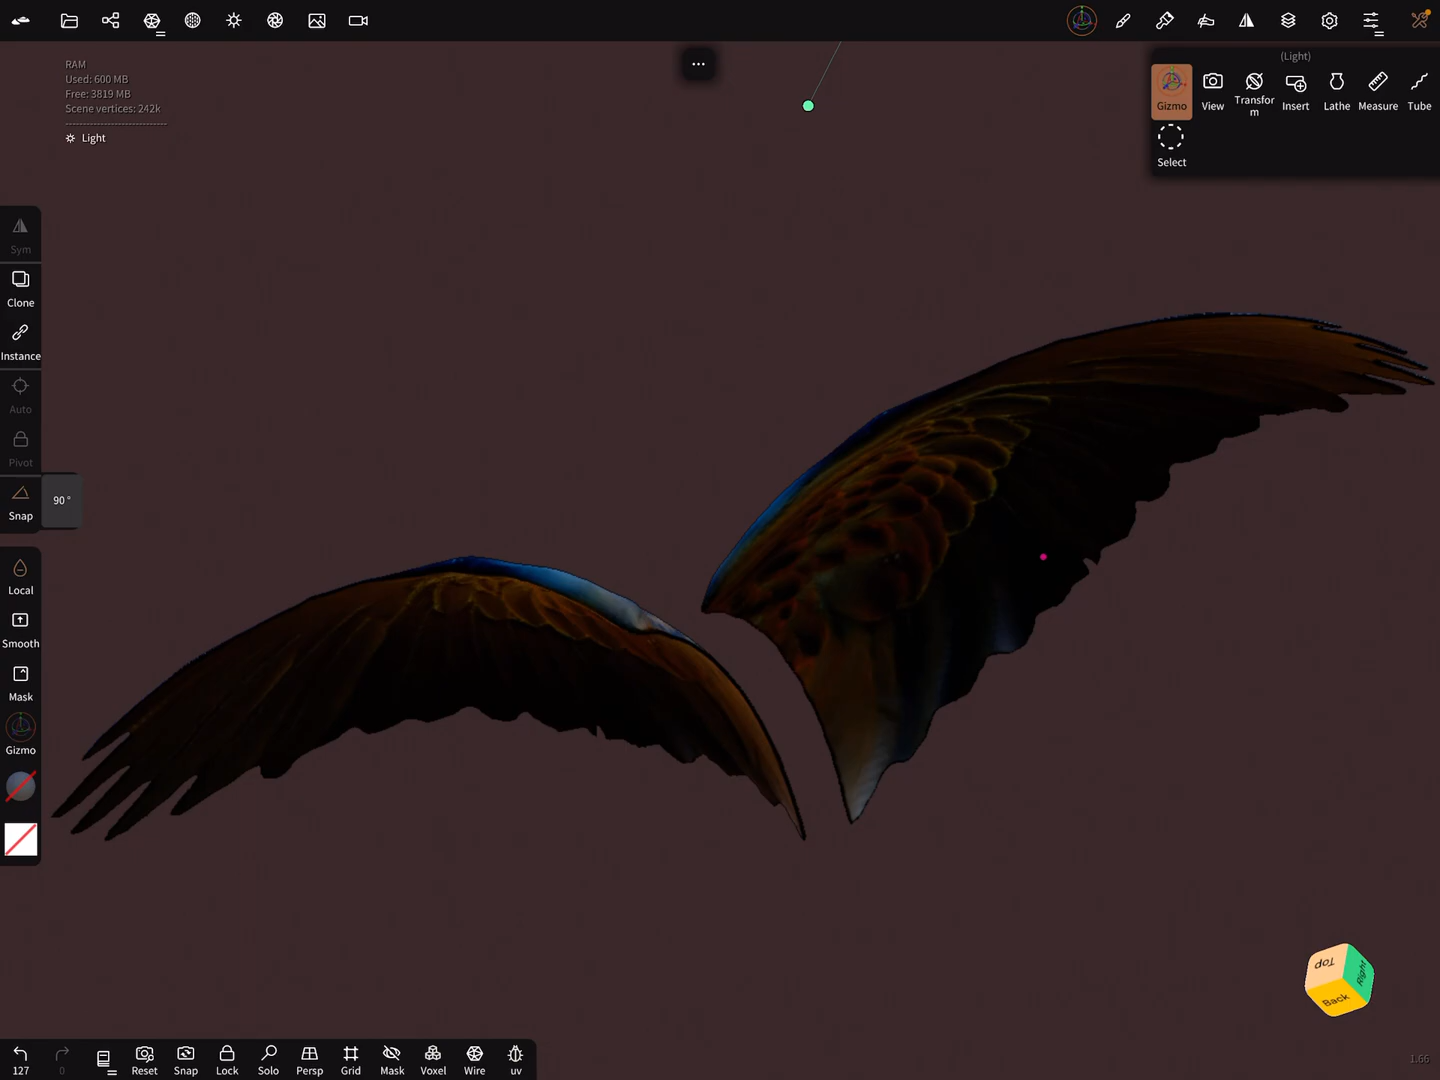 (Light)
RAM
Used: 600 MB
Free: 3819 MB
Scene vertices: 242k
Light
Gizmo
View
Transfor
m
Insert
Lathe
Measure
Tube
Select
Sym
Clone
Instance
Auto
Pivot
90 °
Snap
Local
Smooth
Mask
Gizmo
Top
Right
Back
127
0
Reset
Snap
Lock
Solo
Persp
Grid
Mask
Voxel
Wire
uv
1.66